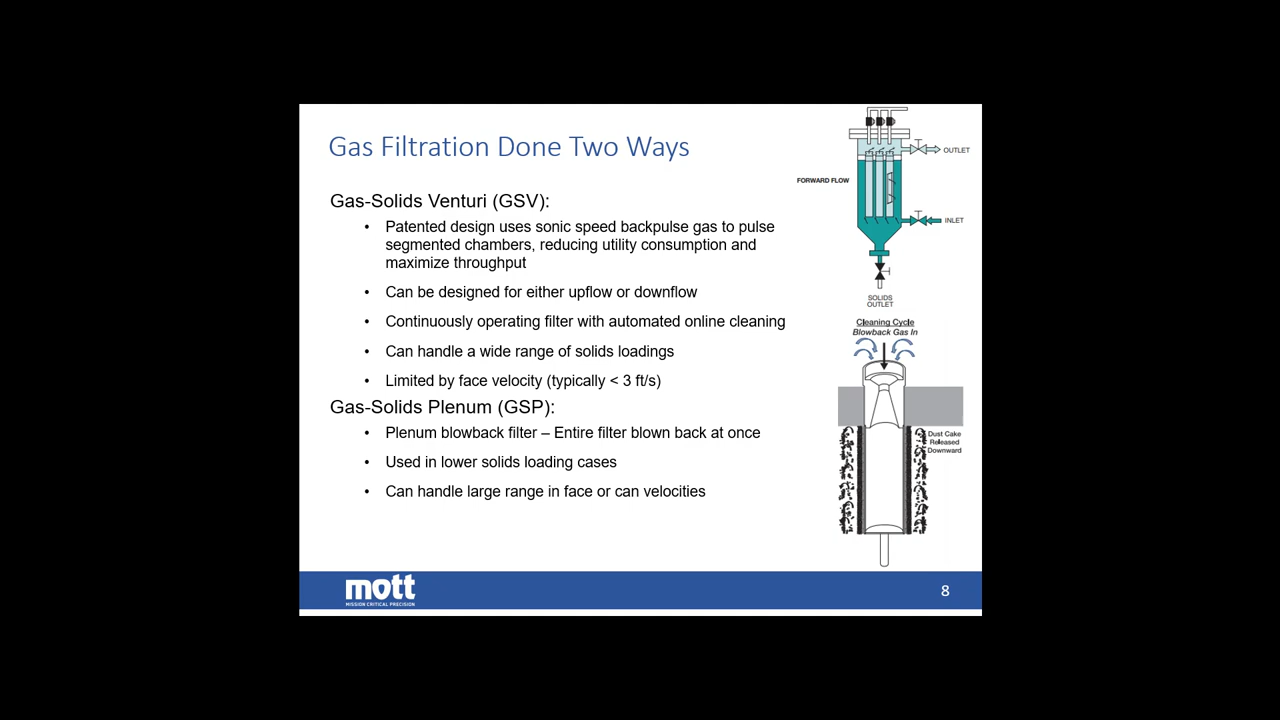 Gas Filtration Done Two Ways
Gas-Solids Venturi (GSV):
• Patented design uses sonic speed backpulse gas to pulse
segmented chambers, reducing utility consumption and
maximize throughput
• Can be designed for either upflow or downflow
• Continuously operating filter with automated online cleaning
• Can handle a wide range of solids loadings
• Limited by face velocity (typically < 3 ft/s)
Gas-Solids Plenum (GSP):
• Plenum blowback filter – Entire filter blown back at once
• Used in lower solids loading cases
• Can handle large range in face or can velocities
OUTLET
FORWARD FLOW
INLET
SOLIDS
OUTLET
Cleaning Cycle
Blowback Gas In
Dust Cake
Released
Downward
mott
MISSION CRITICAL PRECISION
8